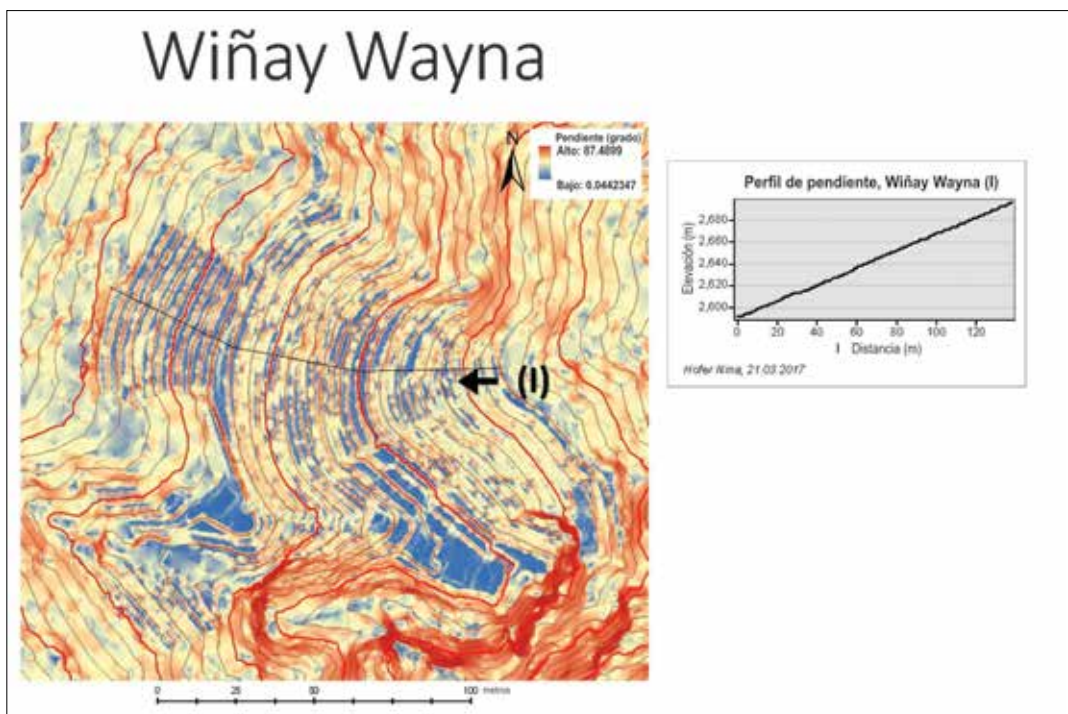 Wiñay Wayna
N
Pendiente (grado)
Alto: 87.4899
Bajo: 0.0442347
(I)
0 25 50 100 metros
Perfil de pendiente, Wiñay Wayna (I)
Elevación (m)
2,680
2,660
2,640
2,620
2,600
0 20 40 60 80 100 120
I Distancia (m)
Hofer Nina, 21.03.2017